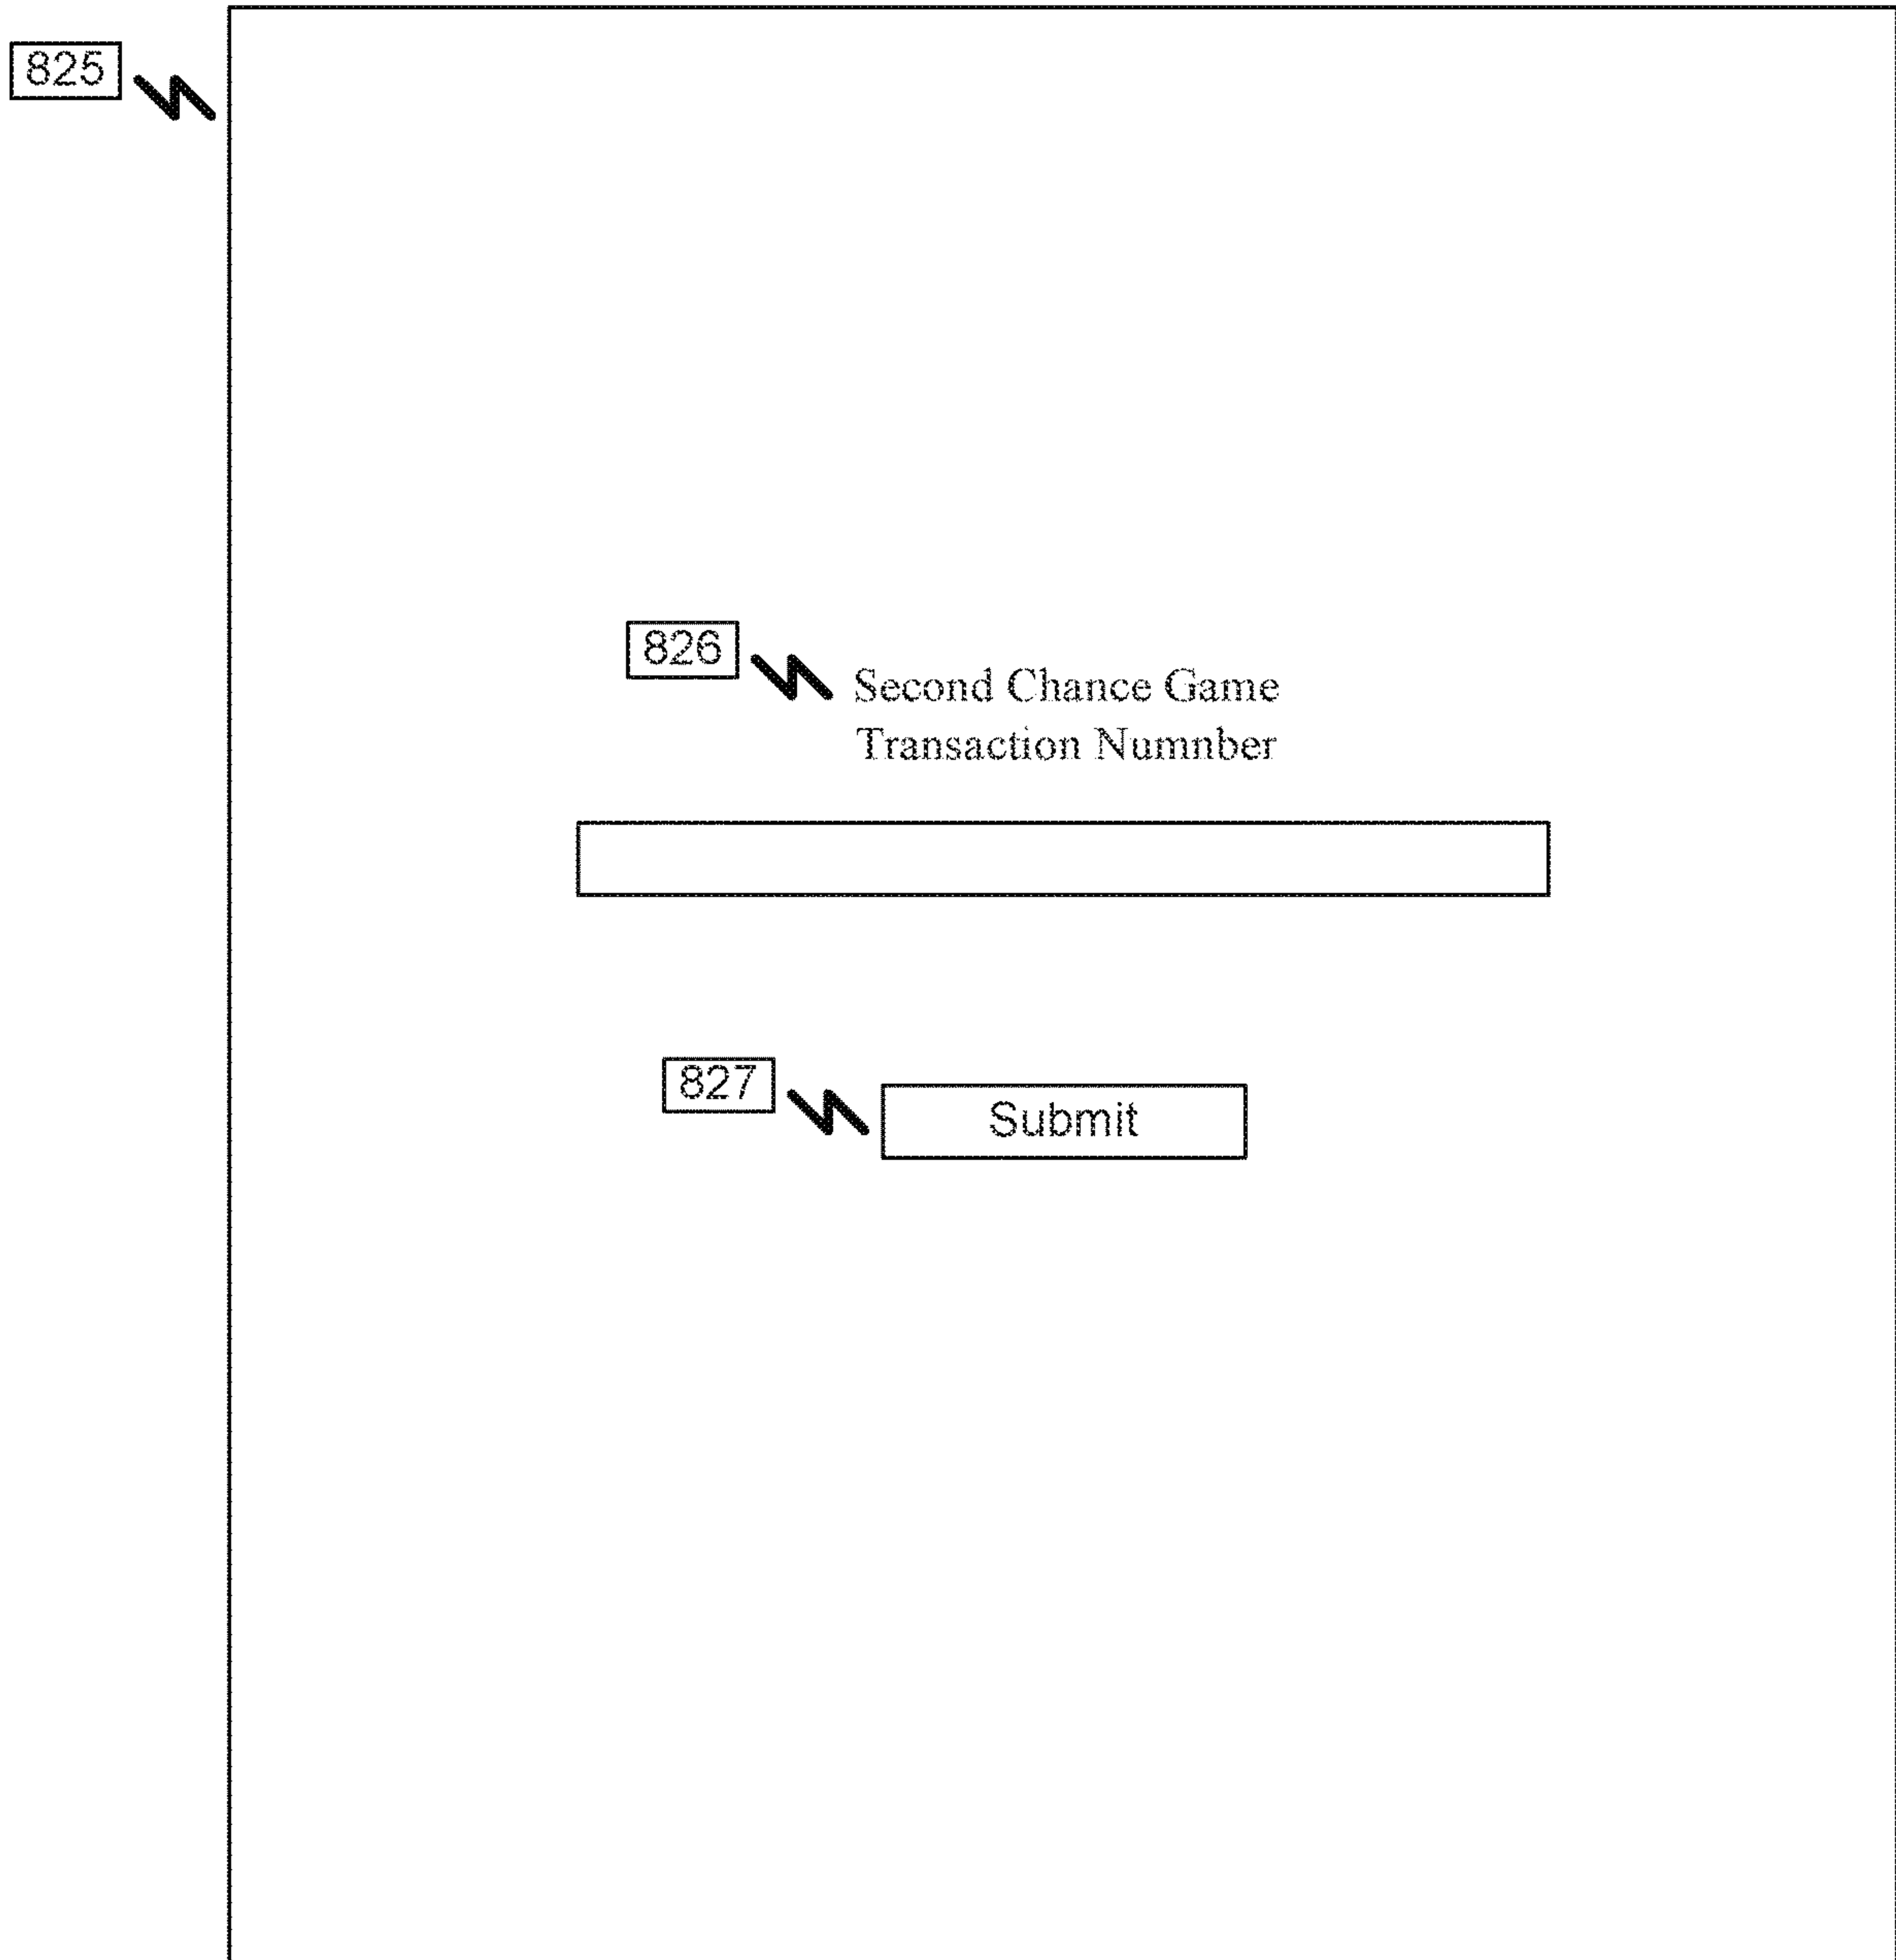 825
826
Second Chance Game
Transaction Numnber
827
Submit